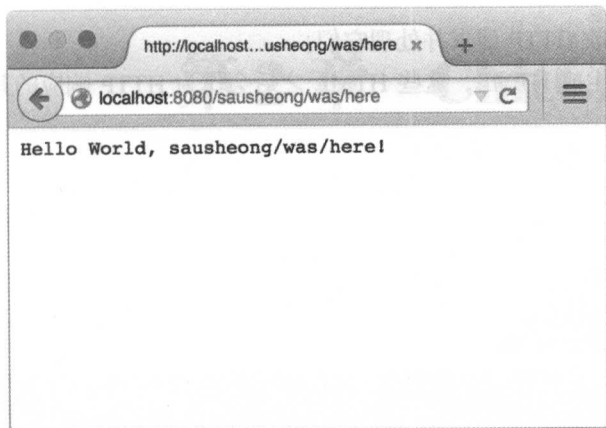 http://localhost...usheong/was/here
localhost:8080/sausheong/was/here
Hello World, sausheong/was/here!